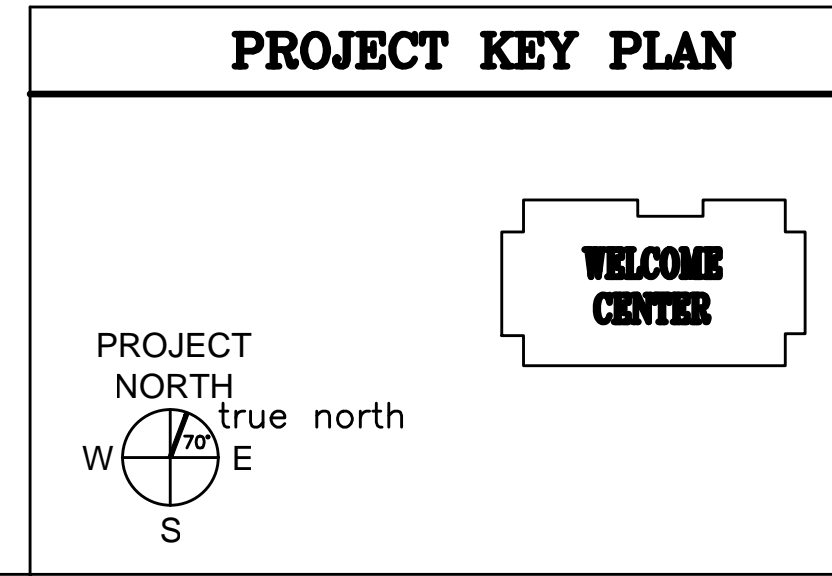 PROJECT KEY PLAN
WELCOME
CENTER
PROJECT
NORTH
true north
W
70°
E
S